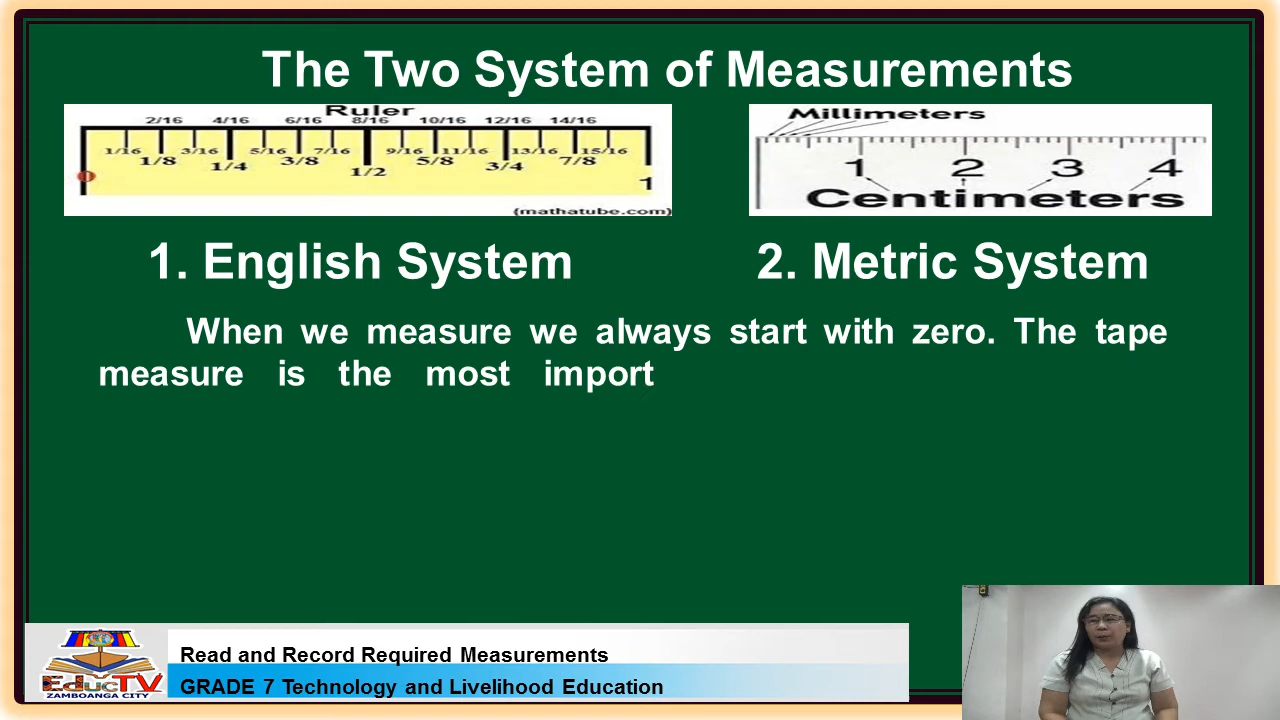 The Two System of Measurements
Ruler
2/16 4/16 6/16 8/16 10/16 12/16 14/16
1/16 3/16 5/16 7/16 9/16 11/16 13/16 15/16
1/8 1/4 3/8 1/2 5/8 3/4 7/8 1
(mathatube.com)
Millimeters
1 2 3 4
Centimeters
1. English System
2. Metric System
When we measure we always start with zero. The tape
measure is the most import
Read and Record Required Measurements
GRADE 7 Technology and Livelihood Education
EducTV
ZAMBOANGA CITY